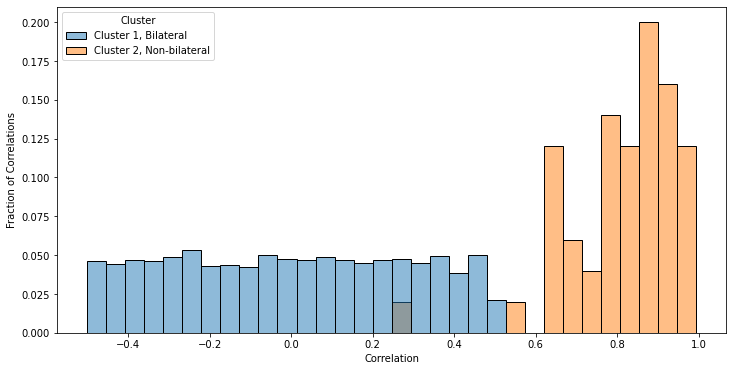 Cluster
Cluster 1, Bilateral
Cluster 2, Non-bilateral
Fraction of Correlations
0.200
0.175
0.150
0.125
0.100
0.075
0.050
0.025
0.000
−0.4 −0.2 0.0 0.2 0.4 0.6 0.8 1.0
Correlation